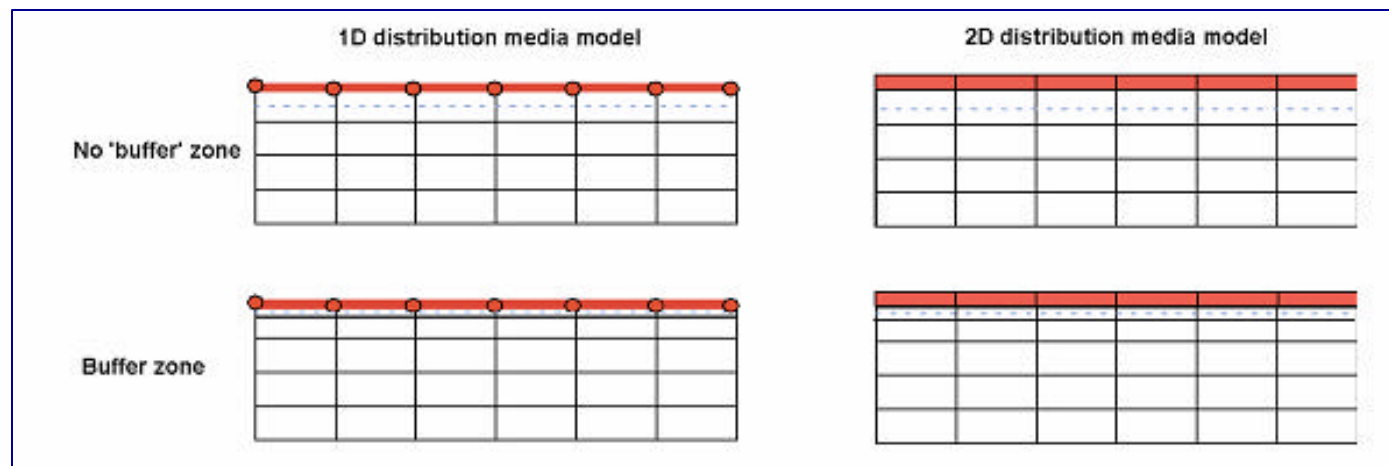 1D distribution media model
2D distribution media model
No 'buffer' zone
Buffer zone